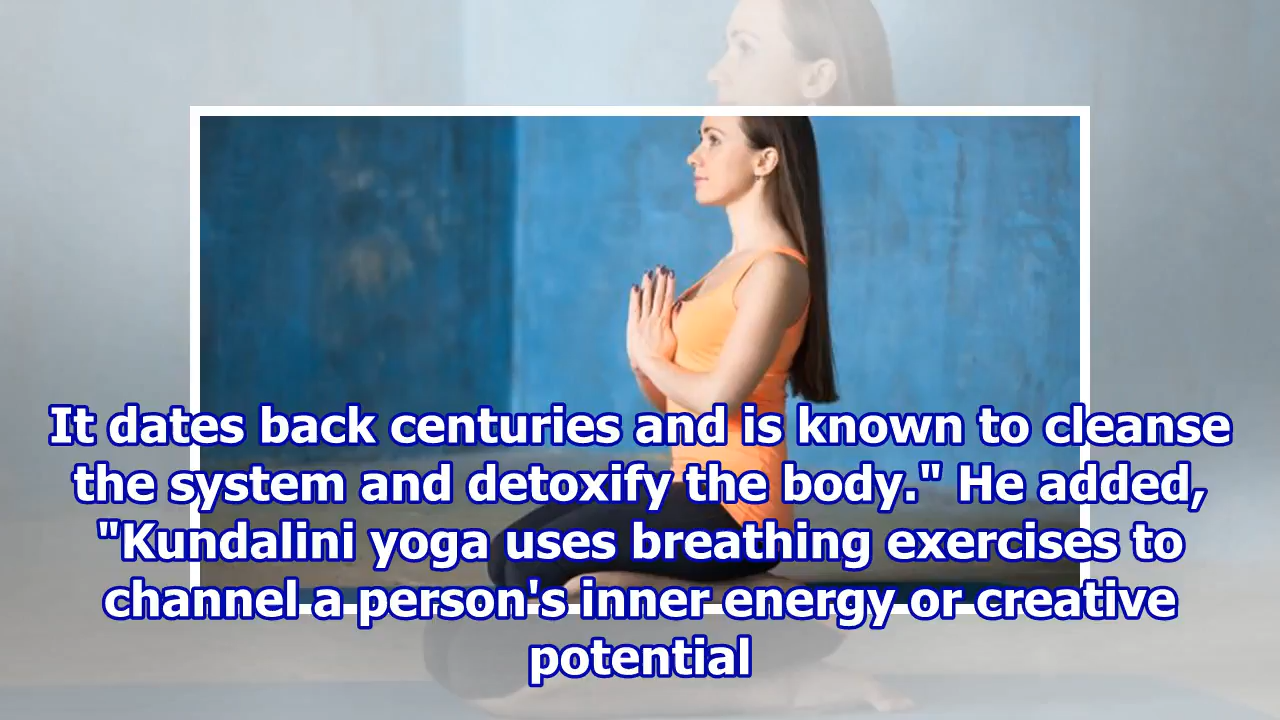 It dates back centuries and is known to cleanse
the system and detoxify the body." He added,
"Kundalini yoga uses breathing exercises to
channel a person's inner energy or creative
potential